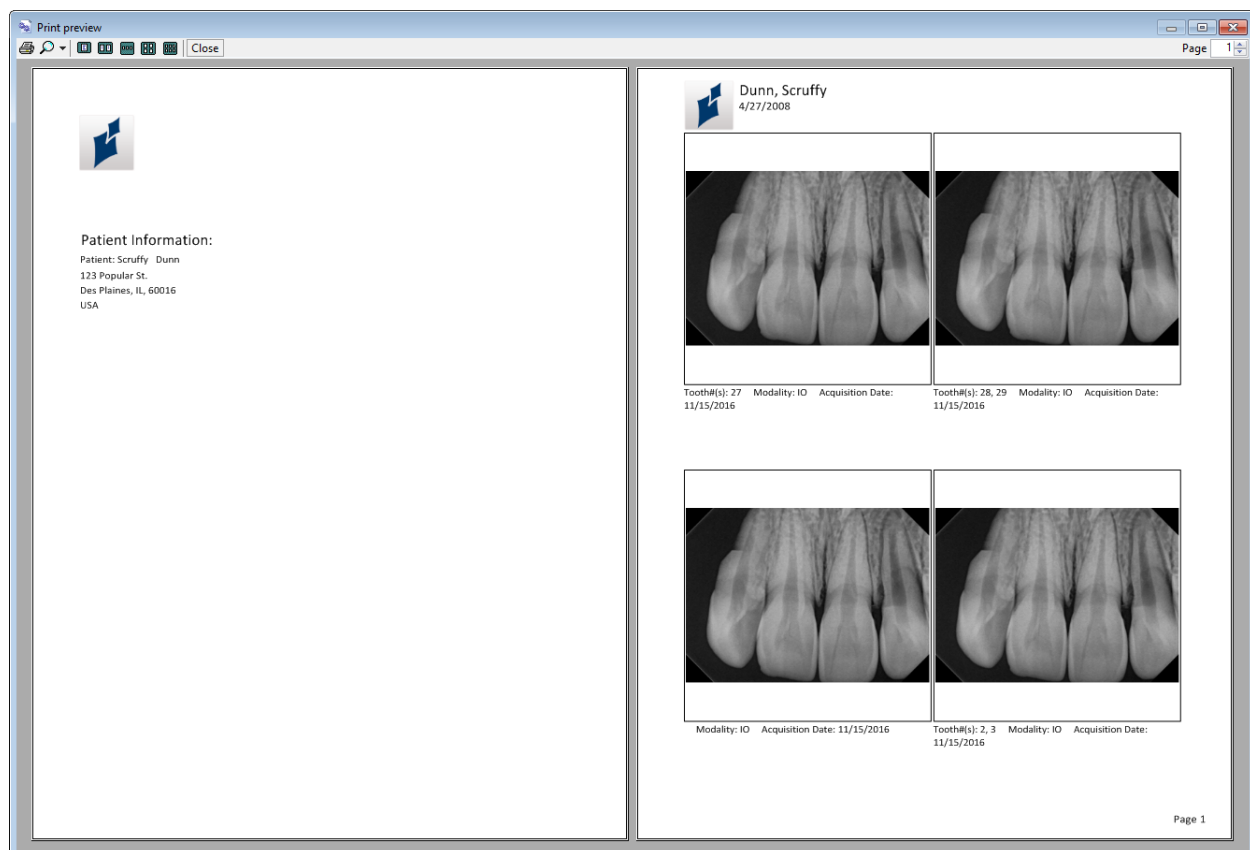 Print preview
Close
Page 1
Patient Information:
Patient: Scruffy Dunn
123 Popular St.
Des Plaines, IL, 60016
USA
Dunn, Scruffy
4/27/2008
Tooth#(s): 27 Modality: IO Acquisition Date:
11/15/2016
Tooth#(s): 28, 29 Modality: IO Acquisition Date:
11/15/2016
Modality: IO Acquisition Date: 11/15/2016
Tooth#(s): 2, 3 Modality: IO Acquisition Date:
11/15/2016
Page 1